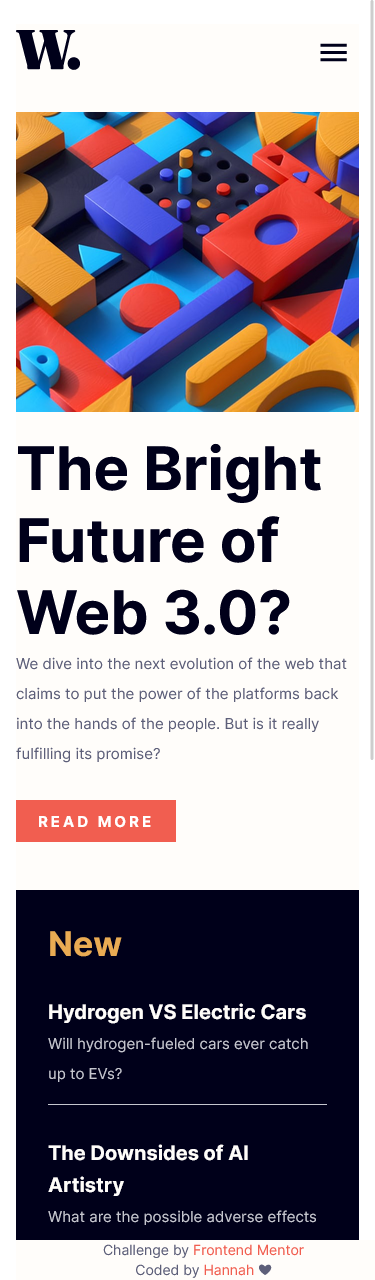 W.
The Bright
Future of
Web 3.0?
We dive into the next evolution of the web that
claims to put the power of the platforms back
into the hands of the people. But is it really
fulfilling its promise?
READ MORE
New
Hydrogen VS Electric Cars
Will hydrogen-fueled cars ever catch
up to EVs?
The Downsides of AI
Artistry
What are the possible adverse effects
Challenge by Frontend Mentor
Coded by Hannah ♥